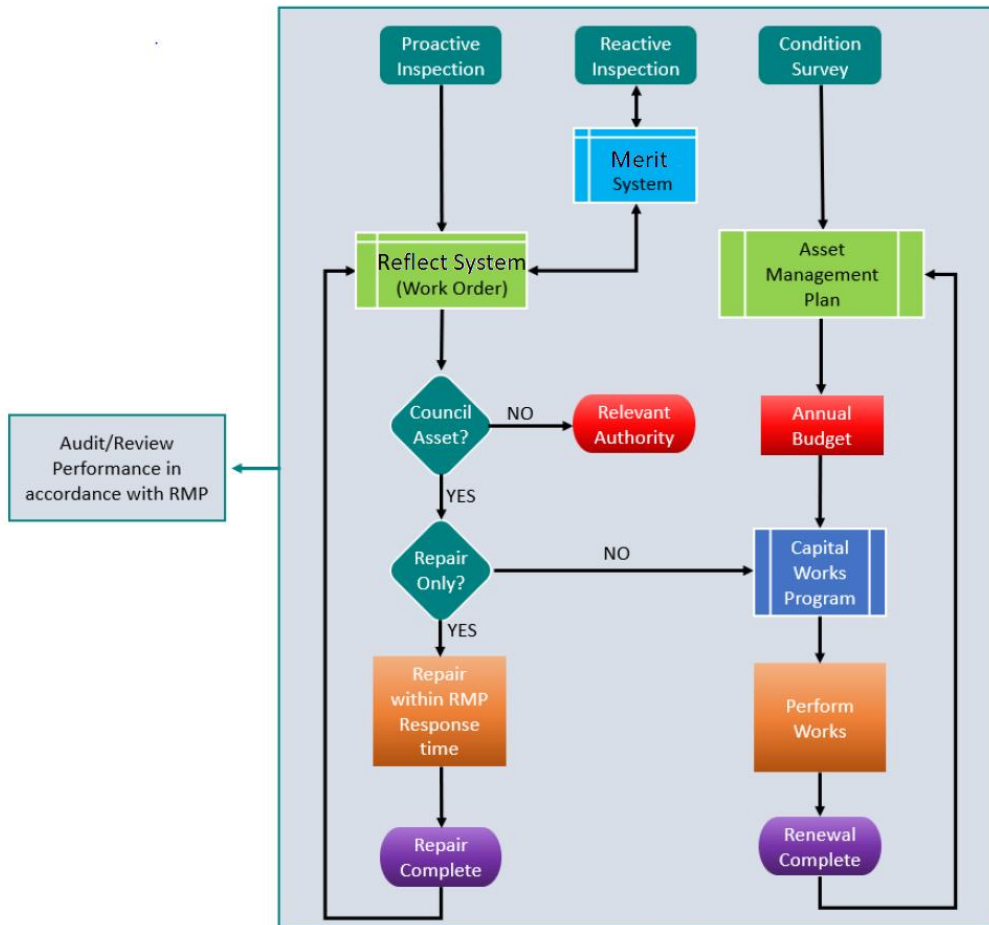 Proactive
Inspection
Reactive
Inspection
Condition
Survey
Merit
System
Reflect System
(Work Order)
Asset
Management
Plan
Council
Asset?
NO
Relevant
Authority
Annual
Budget
Audit/Review
Performance in
accordance with RMP
YES
Repair
Only?
NO
Capital
Works
Program
YES
Repair
within RMP
Response
time
Perform
Works
Repair
Complete
Renewal
Complete